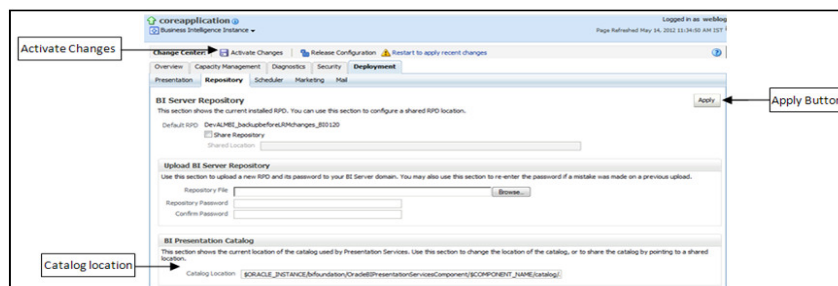 coreapplication
Logged in as weblog
Business Intelligence Instance
Page Refreshed May 14, 2012 11:34:50 AM IST
Activate Changes
Change Center: Activate Changes Release Configuration Restart to apply recent changes
Overview Capacity Management Diagnostics Security Deployment
Presentation Repository Scheduler Marketing Mail
BI Server Repository
Apply
Apply Button
This section shows the current installed RPD. You can use this section to configure a shared RPD location.
Default RPD DevALMBI_backupbeforeLRMchanges_BI0120
Share Repository
Shared Location
Upload BI Server Repository
Use this section to upload a new RPD and its password to your BI Server domain. You may also use this section to re-enter the password if a mistake was made on a previous upload.
Repository File Browse..
Repository Password
Confirm Password
BI Presentation Catalog
This section shows the current location of the catalog used by Presentation Services. Use this section to change the location of the catalog, or to share the catalog by pointing to a shared
location.
Catalog location
Catalog Location $ORACLE_INSTANCE/bifoundation/OracleBIPresentationServicesComponent/$COMPONENT_NAME/catalog/